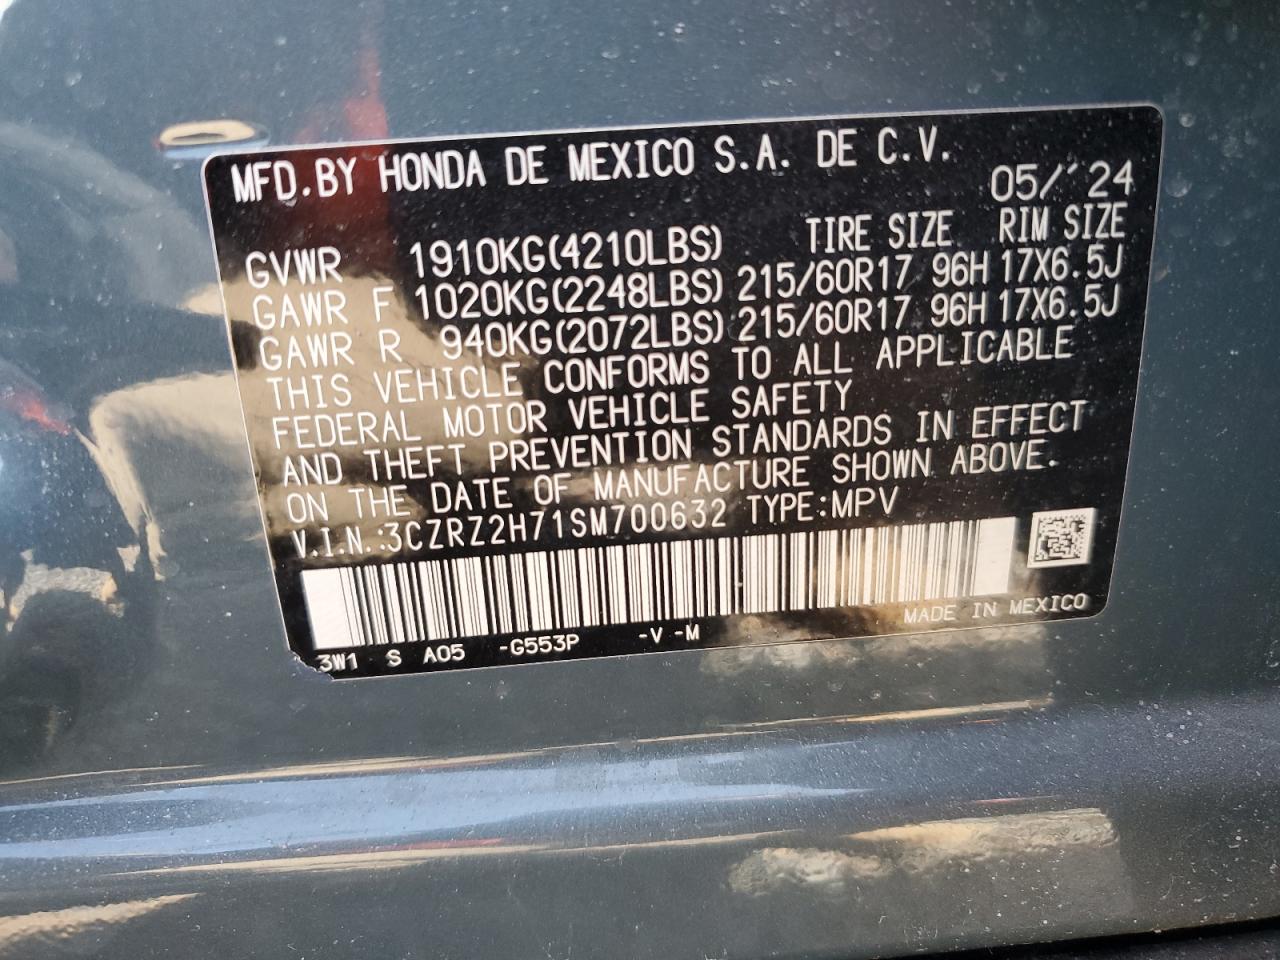 MFD.BY HONDA DE MEXICO S.A. DE C.V.
05/'24
GVWR 1910KG(4210LBS) TIRE SIZE RIM SIZE
GAWR F 1020KG(2248LBS) 215/60R17 96H 17X6.5J
GAWR R 940KG(2072LBS) 215/60R17 96H 17X6.5J
THIS VEHICLE CONFORMS TO ALL APPLICABLE
FEDERAL MOTOR VEHICLE SAFETY
AND THEFT PREVENTION STANDARDS IN EFFECT
ON THE DATE OF MANUFACTURE SHOWN ABOVE.
V.I.N.:3CZRZ2H71SM700632 TYPE:MPV
MADE IN MEXICO
3W1 S A05 -G553P -V -M